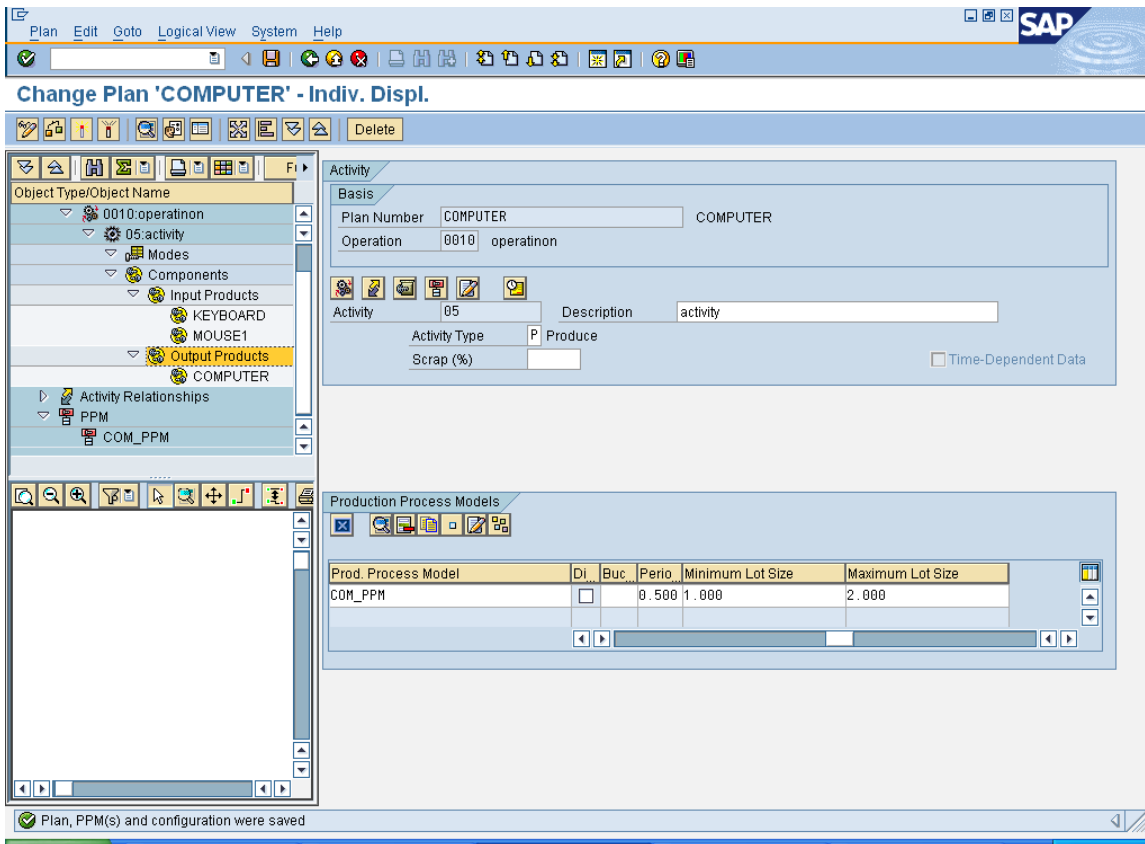 Plan Edit Goto Logical View System Help
SAP
Change Plan 'COMPUTER' - Indiv. Displ.
Delete
Fi
Object Type/Object Name
0010:operatinon
05:activity
Modes
Components
Input Products
KEYBOARD
MOUSE1
Output Products
COMPUTER
Activity Relationships
PPM
COM_PPM
Activity
Basis
Plan Number COMPUTER COMPUTER
Operation 0010 operatinon
Activity 05 Description activity
Activity Type P Produce
Scrap (%) Time-Dependent Data
Production Process Models
Prod. Process Model Di... Buc... Perio... Minimum Lot Size Maximum Lot Size
COM_PPM 0.500 1.000 2.000
Plan, PPM(s) and configuration were saved